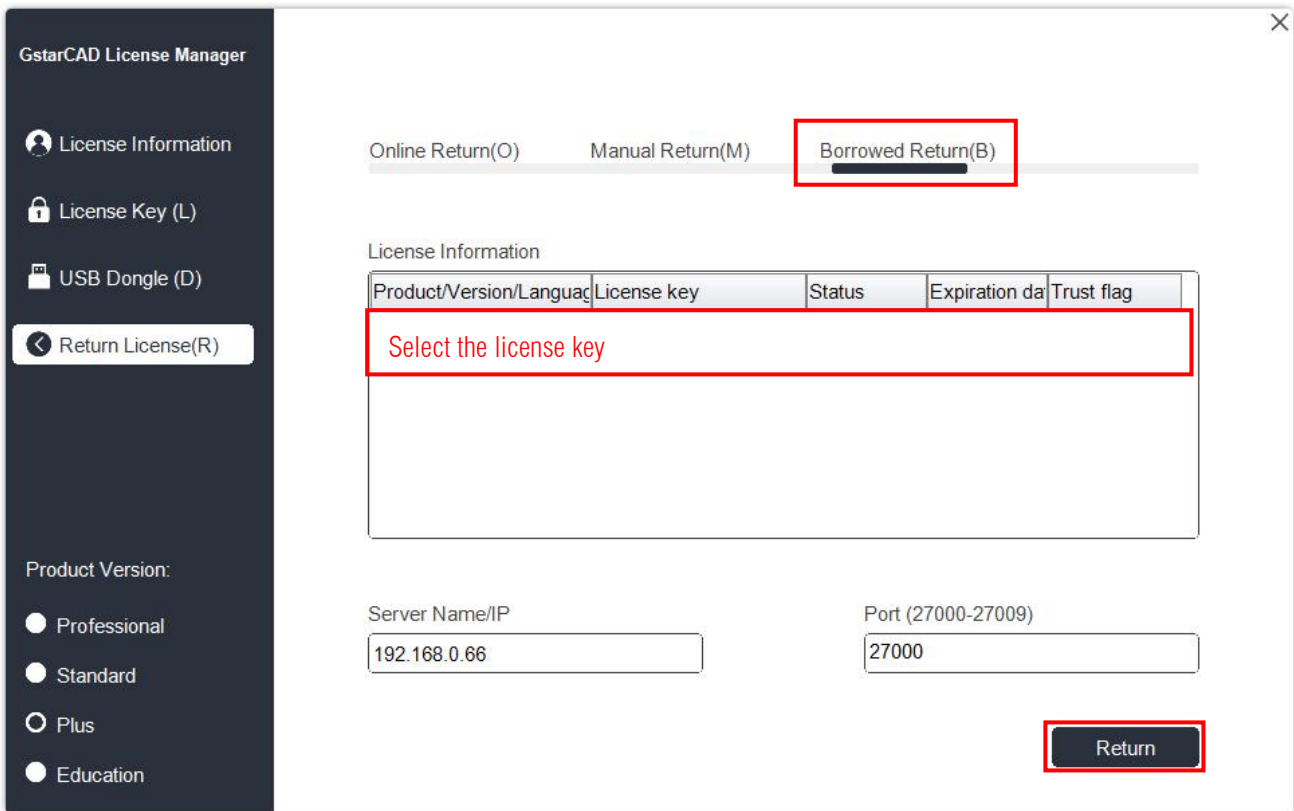 GstarCAD License Manager
License Information
License Key (L)
USB Dongle (D)
Return License(R)
Product Version:
Professional
Standard
Plus
Education
Online Return(O) Manual Return(M) Borrowed Return(B)
License Information
Product/Version/Languag License key Status Expiration da Trust flag
Select the license key
Server Name/IP Port (27000-27009)
192.168.0.66 27000
Return